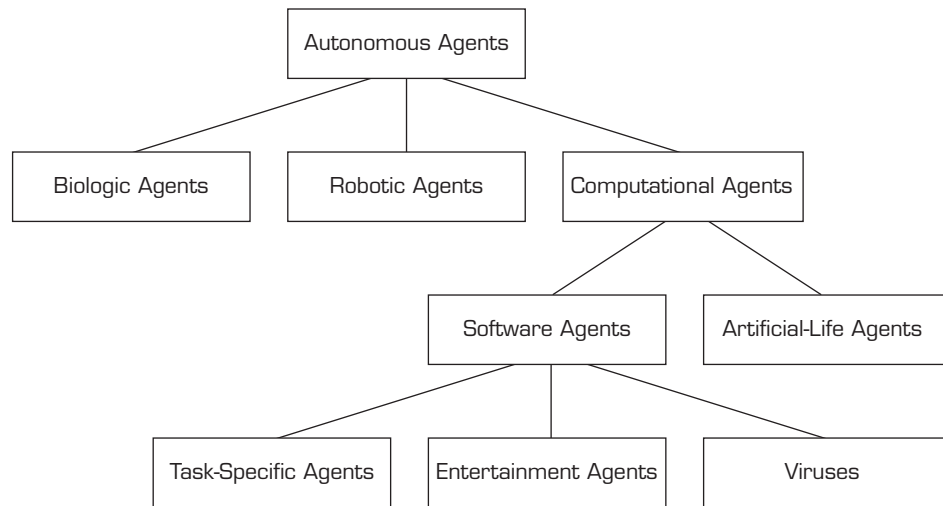 Autonomous Agents
Biologic Agents
Robotic Agents
Computational Agents
Software Agents
Artificial-Life Agents
Task-Specific Agents
Entertainment Agents
Viruses